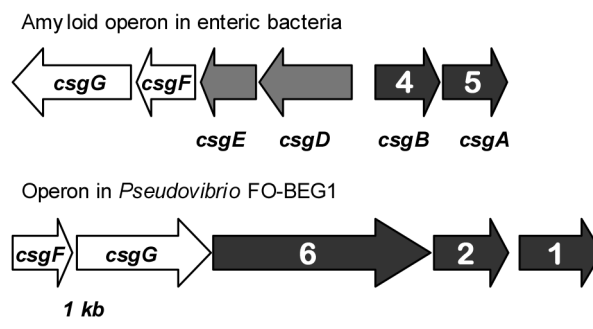 Amyloid operon in enteric bacteria
csgG csgF 4 5
csgE csgD csgB csgA
Operon in Pseudovibrio FO-BEG1
csgF csgG 6 2 1
1 kb